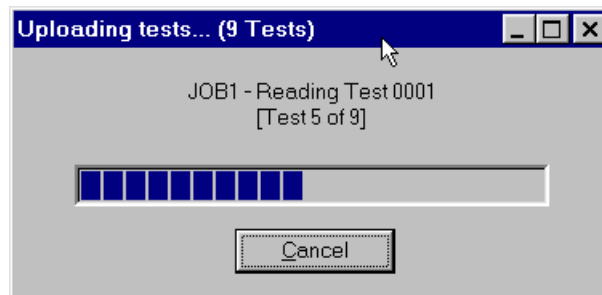 Uploading tests... (9 Tests)
JOB1 - Reading Test 0001
[Test 5 of 9]
Cancel